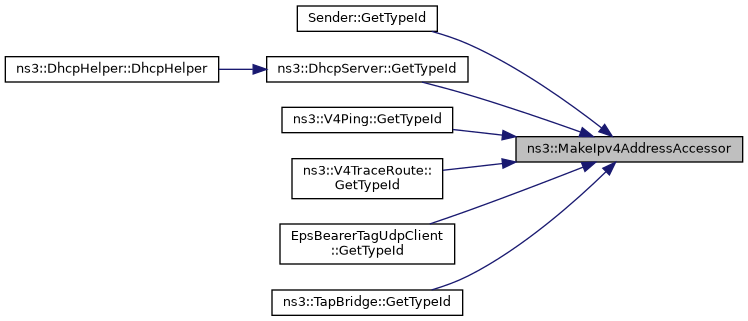 Sender::GetTypeId
ns3::DhcpHelper::DhcpHelper
ns3::DhcpServer::GetTypeId
ns3::V4Ping::GetTypeId
ns3::MakeIpv4AddressAccessor
ns3::V4TraceRoute::
GetTypeId
EpsBearerTagUdpClient
::GetTypeId
ns3::TapBridge::GetTypeId